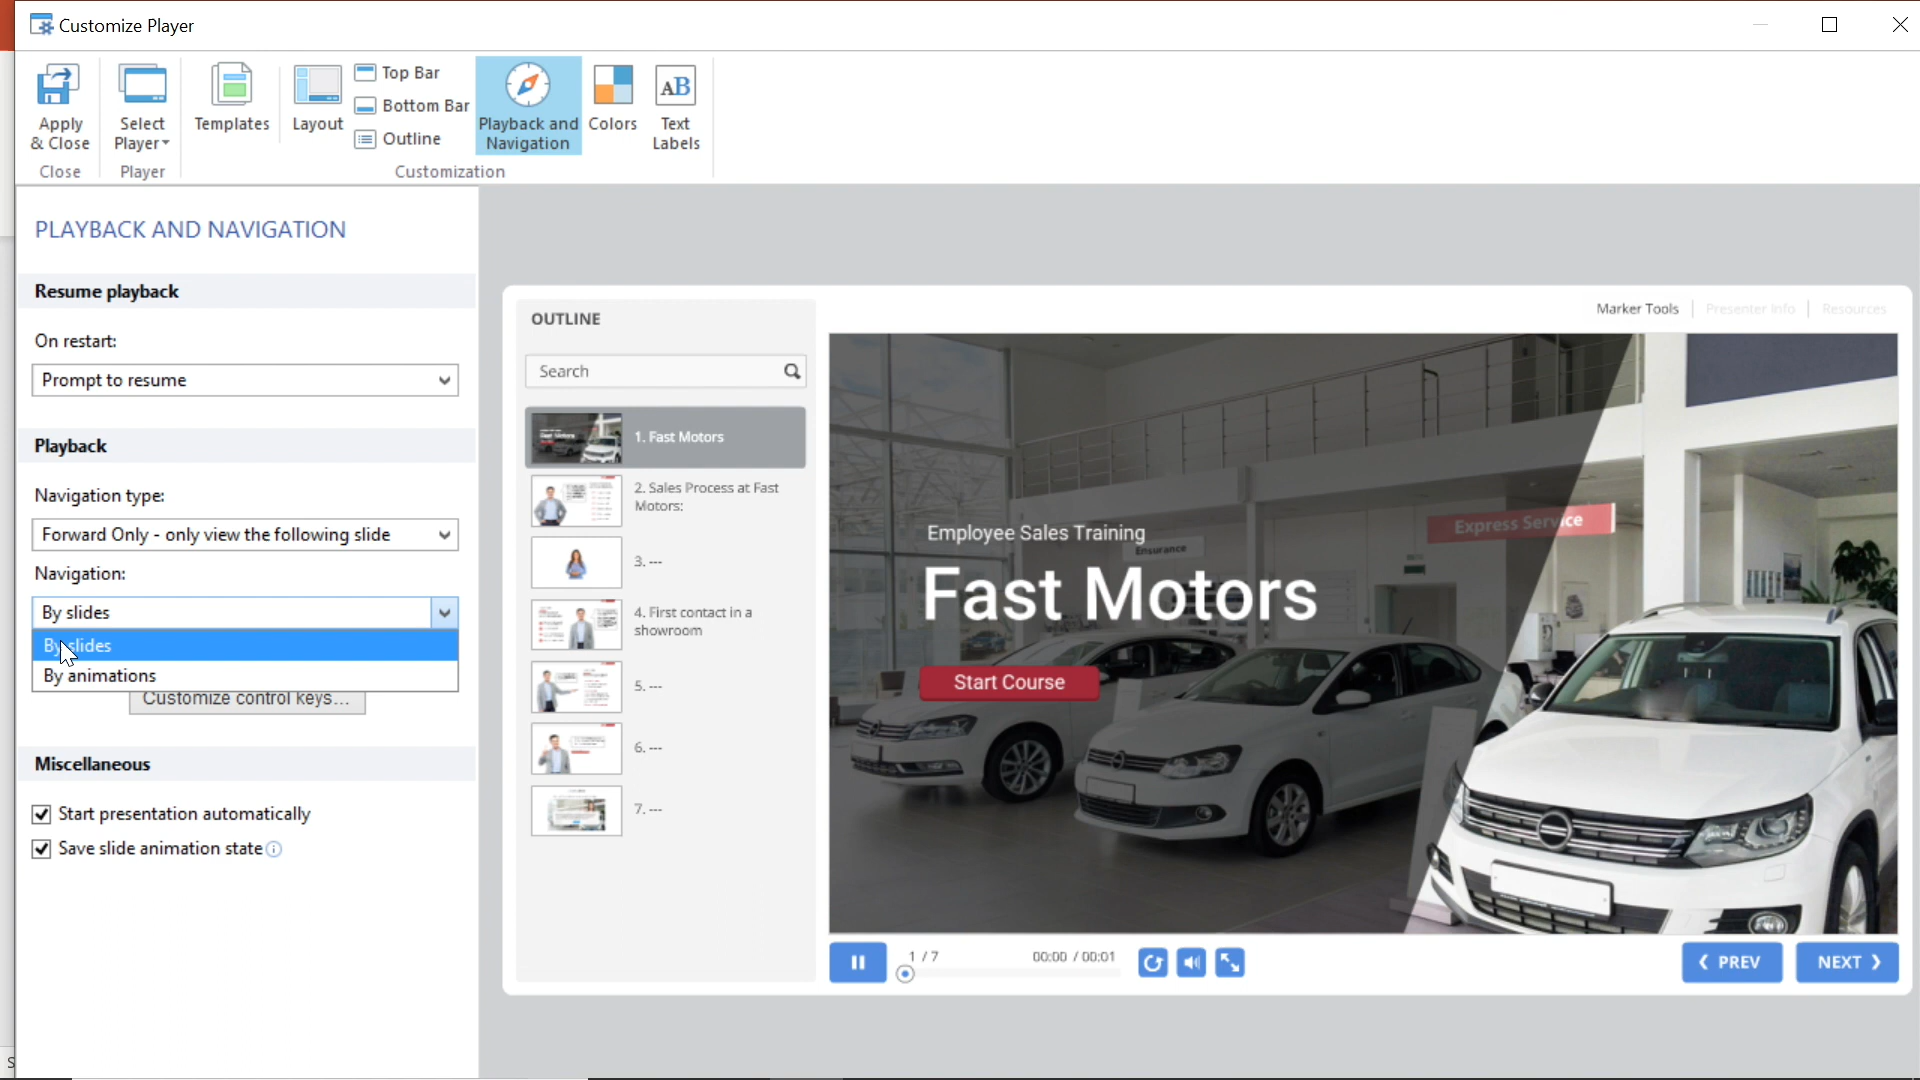 Customize Player
Apply
& Close
Select
Player
Templates
Layout
Top Bar
Bottom Bar
Outline
Playback and
Navigation
Colors
AB
Text
Labels
Close
Player
Customization
PLAYBACK AND NAVIGATION
Resume playback
On restart:
Prompt to resume
Playback
Navigation type:
Forward Only - only view the following slide
Navigation:
By slides
By slides
By animations
Customize control keys...
Miscellaneous
Start presentation automatically
Save slide animation state
OUTLINE
Search
1. Fast Motors
2. Sales Process at Fast
Motors:
3. ---
4. First contact in a
showroom
5. ---
6. ---
7. ---
Marker Tools
Presenter Info
Resources
Express Service
Employee Sales Training
Ensurance
Fast Motors
Start Course
1 / 7
00:00 / 00:01
PREV
NEXT